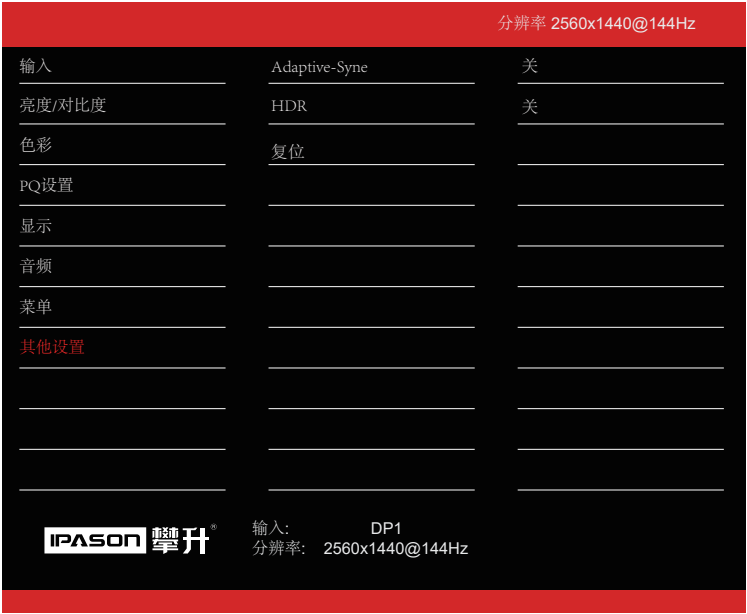 分辨率 2560x1440@144Hz
输入 Adaptive-Syne 关
亮度/对比度 HDR 关
色彩 复位
PQ设置
显示
音频
菜单
其他设置
IPASON 攀升® 输入: DP1
分辨率: 2560x1440@144Hz